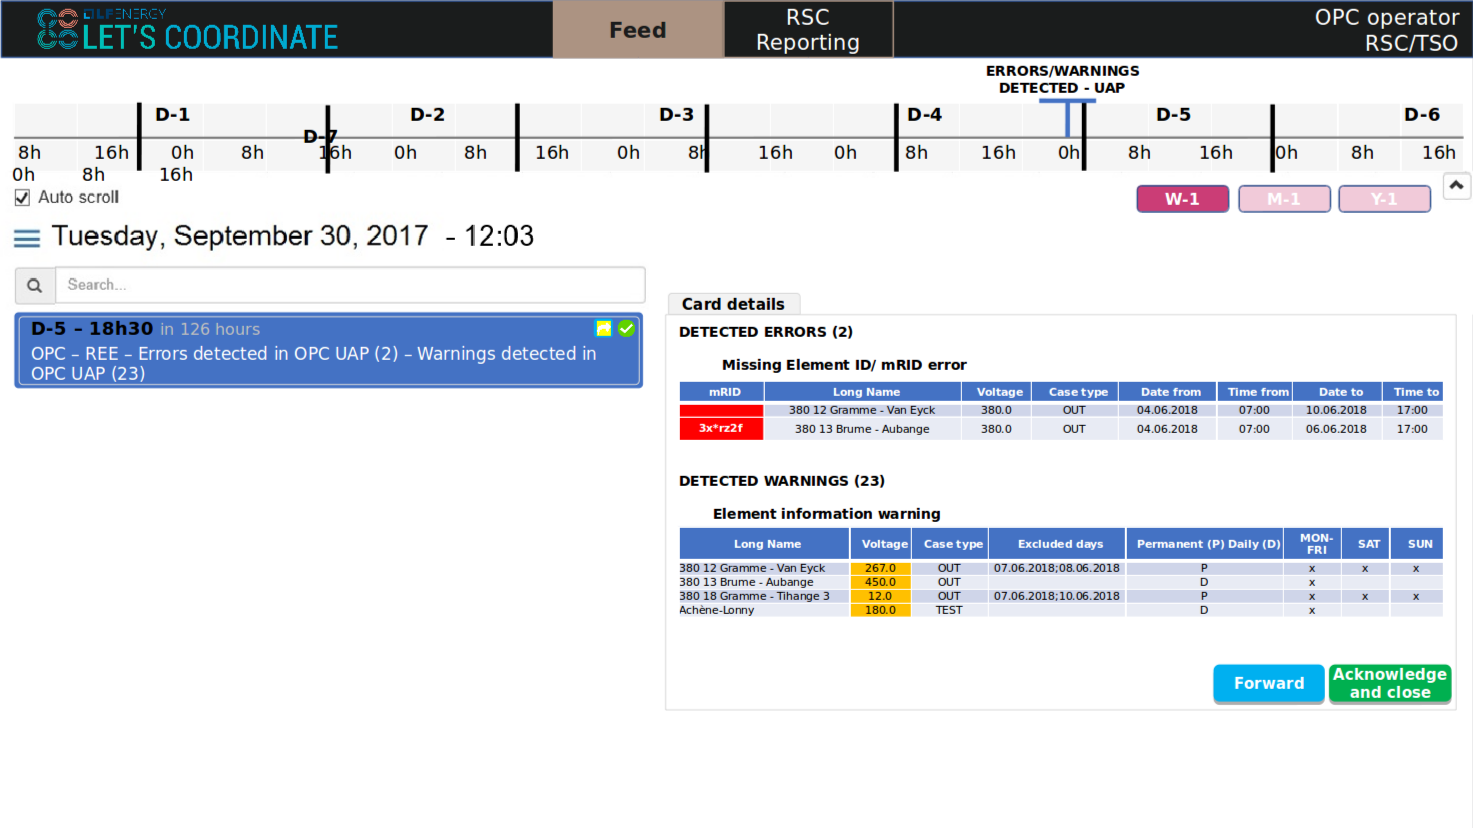 LF ENERGY
LET'S COORDINATE
Feed
RSC
Reporting
OPC operator
RSC/TSO
ERRORS/WARNINGS
DETECTED - UAP
D-1 D-2 D-3 D-4 D-5 D-6
D-7
8h 16h 0h 8h 16h 0h 8h 16h 0h 8h 16h 0h 8h 16h 0h 8h 16h 0h 8h 16h
0h 8h 16h
Auto scroll
W-1 M-1 Y-1
Tuesday, September 30, 2017 - 12:03
Search...
D-5 – 18h30 in 126 hours
OPC – REE – Errors detected in OPC UAP (2) – Warnings detected in
OPC UAP (23)
Card details
DETECTED ERRORS (2)
Missing Element ID/ mRID error
mRID Long Name Voltage Case type Date from Time from Date to Time to
380 12 Gramme - Van Eyck 380.0 OUT 04.06.2018 07:00 10.06.2018 17:00
3x*rz2f 380 13 Brume - Aubange 380.0 OUT 04.06.2018 07:00 06.06.2018 17:00
DETECTED WARNINGS (23)
Element information warning
Long Name Voltage Case type Excluded days Permanent (P) Daily (D) MON-
FRI SAT SUN
380 12 Gramme - Van Eyck 267.0 OUT 07.06.2018;08.06.2018 P x x x
380 13 Brume - Aubange 450.0 OUT D x
380 18 Gramme - Tihange 3 12.0 OUT 07.06.2018;10.06.2018 P x x x
Achène-Lonny 180.0 TEST D x
Forward
Acknowledge
and close